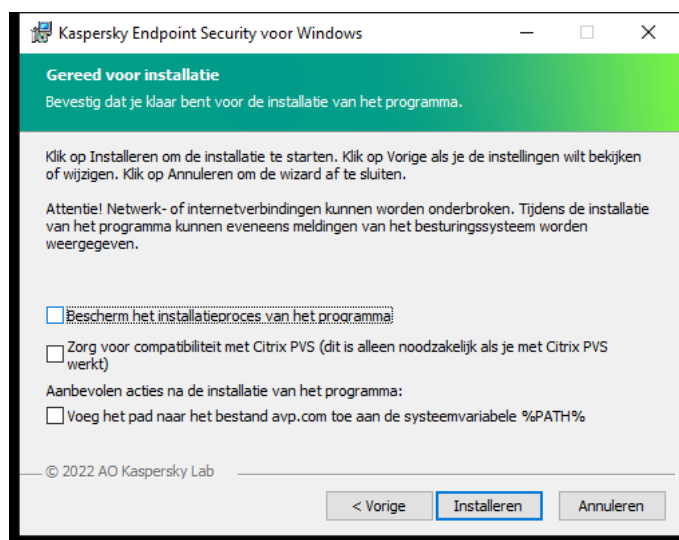 Kaspersky Endpoint Security voor Windows
Gereed voor installatie
Bevestig dat je klaar bent voor de installatie van het programma.
Klik op Installeren om de installatie te starten. Klik op Vorige als je de instellingen wilt bekijken
of wijzigen. Klik op Annuleren om de wizard af te sluiten.
Attentie! Netwerk- of internetverbindingen kunnen worden onderbroken. Tijdens de installatie
van het programma kunnen eveneens meldingen van het besturingssysteem worden
weergegeven.
Bescherm het installatieproces van het programma
Zorg voor compatibiliteit met Citrix PVS (dit is alleen noodzakelijk als je met Citrix PVS
werkt)
Aanbevolen acties na de installatie van het programma:
Voeg het pad naar het bestand avp.com toe aan de systeemvariabele %PATH%
© 2022 AO Kaspersky Lab
< Vorige
Installeren
Annuleren